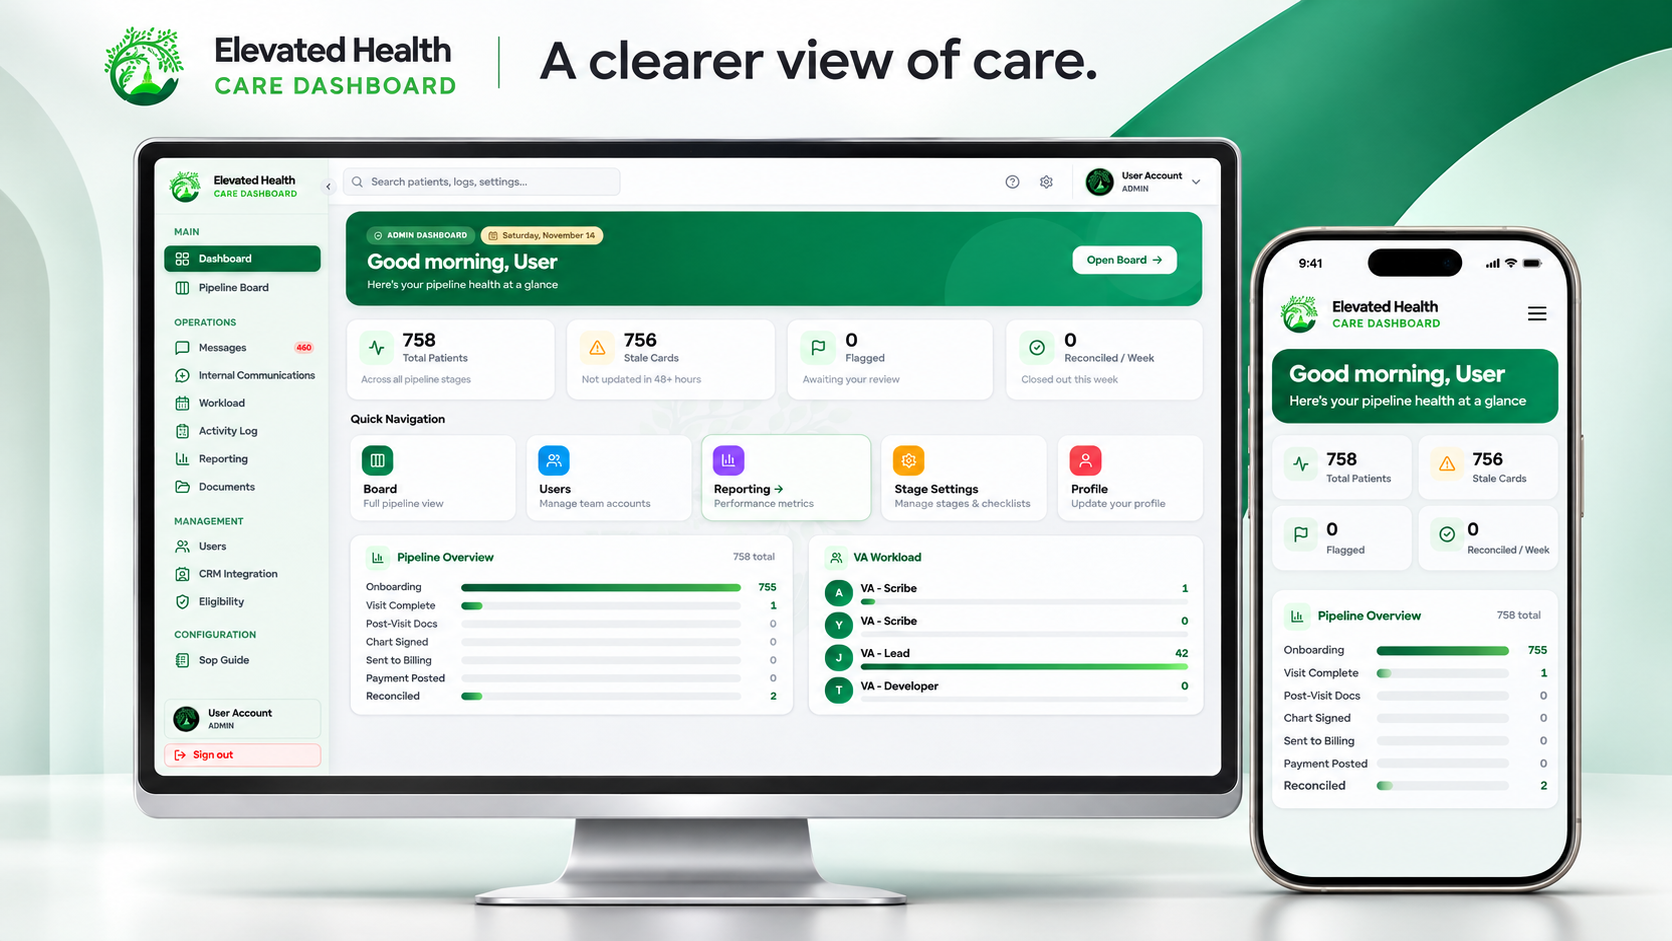 Elevated Health
CARE DASHBOARD
A clearer view of care.
Elevated Health
CARE DASHBOARD
Search patients, logs, settings...
User Account
ADMIN
MAIN
Dashboard
Pipeline Board
OPERATIONS
Messages 460
Internal Communications
Workload
Activity Log
Reporting
Documents
MANAGEMENT
Users
CRM Integration
Eligibility
CONFIGURATION
Sop Guide
User Account
ADMIN
Sign out
ADMIN DASHBOARD Saturday, November 14
Good morning, User
Here's your pipeline health at a glance
Open Board →
758
Total Patients
Across all pipeline stages
756
Stale Cards
Not updated in 48+ hours
0
Flagged
Awaiting your review
0
Reconciled / Week
Closed out this week
Quick Navigation
Board
Full pipeline view
Users
Manage team accounts
Reporting →
Performance metrics
Stage Settings
Manage stages & checklists
Profile
Update your profile
Pipeline Overview 758 total
Onboarding 755
Visit Complete 1
Post-Visit Docs 0
Chart Signed 0
Sent to Billing 0
Payment Posted 0
Reconciled 2
VA Workload
A VA - Scribe 1
Y VA - Scribe 0
J VA - Lead 42
T VA - Developer 0
9:41
Elevated Health
CARE DASHBOARD
Good morning, User
Here's your pipeline health at a glance
758
Total Patients
756
Stale Cards
0
Flagged
0
Reconciled / Week
Pipeline Overview 758 total
Onboarding 755
Visit Complete 1
Post-Visit Docs 0
Chart Signed 0
Sent to Billing 0
Payment Posted 0
Reconciled 2